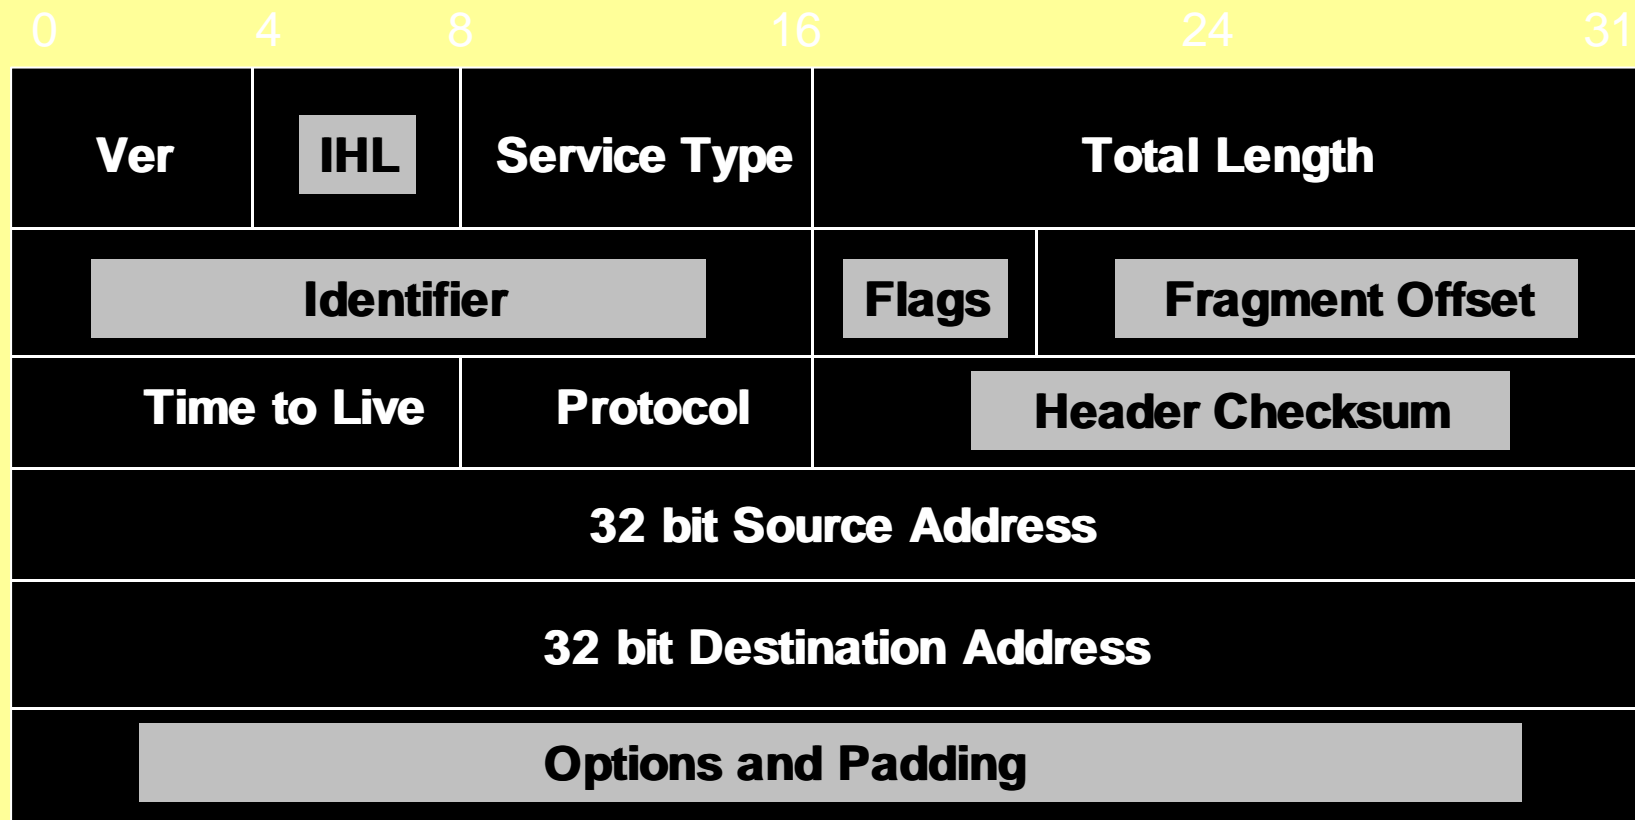 0 4 8 16 24 31
Ver IHL Service Type Total Length
Identifier Flags Fragment Offset
Time to Live Protocol Header Checksum
32 bit Source Address
32 bit Destination Address
Options and Padding